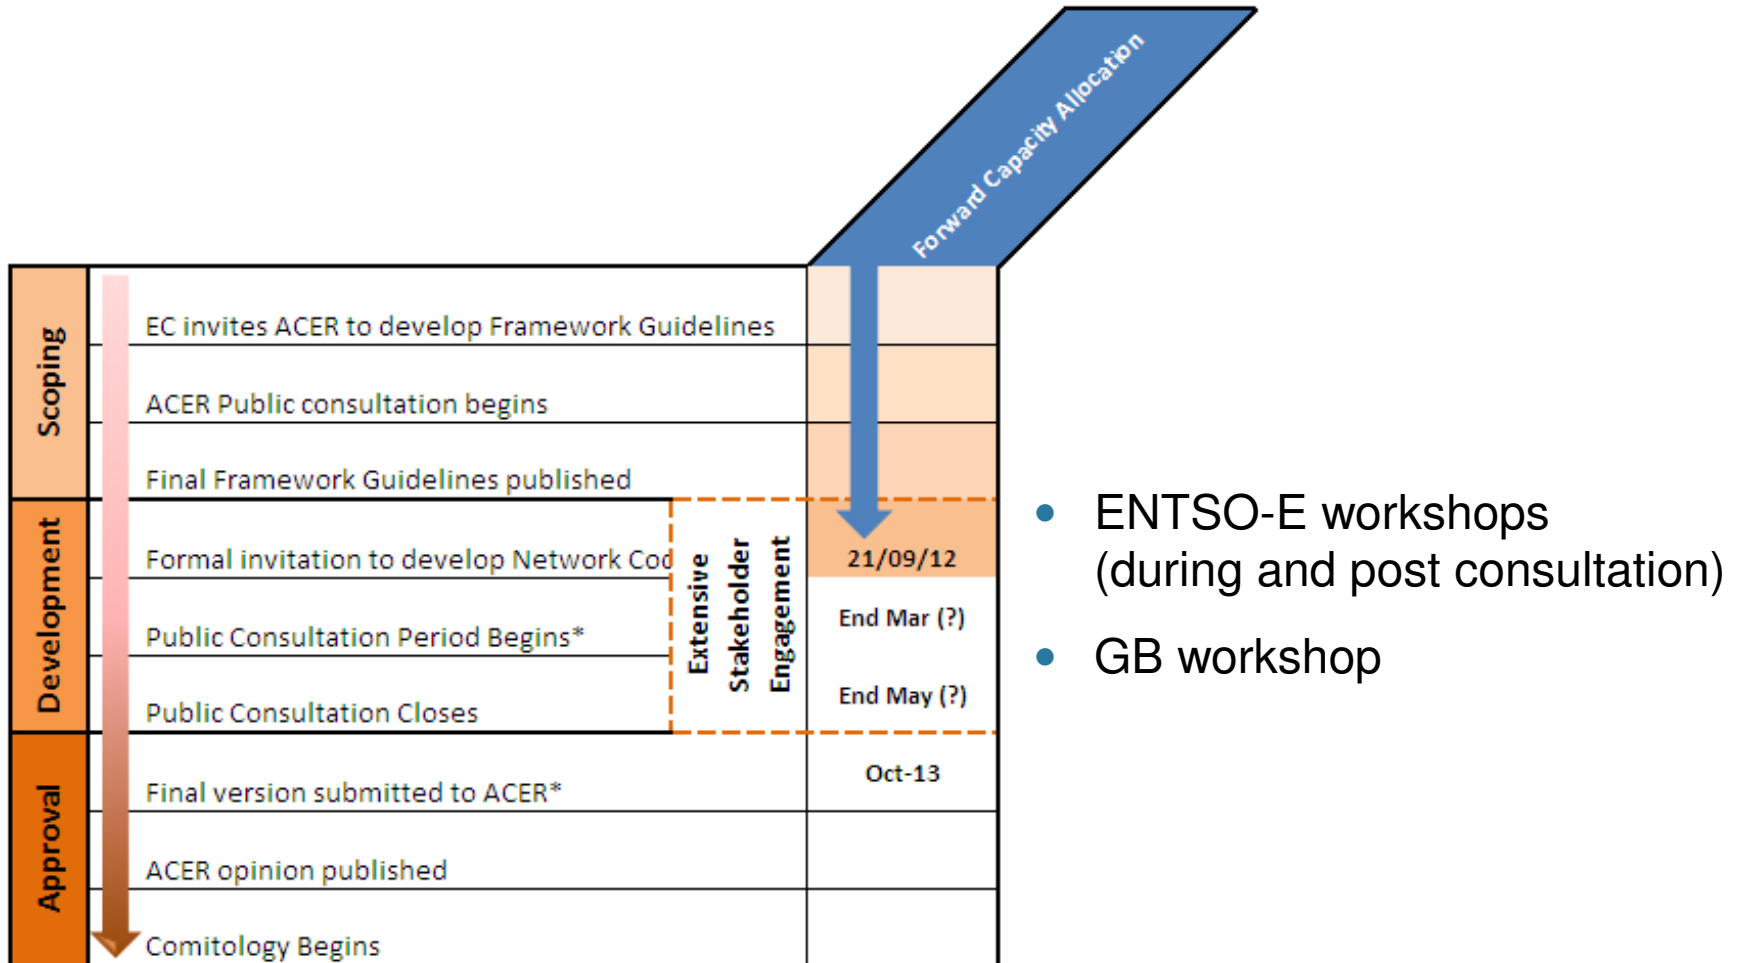 Forward Capacity Allocation
Scoping
EC invites ACER to develop Framework Guidelines
ACER Public consultation begins
Final Framework Guidelines published
Development
Formal invitation to develop Network Cod
21/09/12
Public Consultation Period Begins*
End Mar (?)
Public Consultation Closes
End May (?)
Extensive
Stakeholder
Engagement
Approval
Final version submitted to ACER*
Oct-13
ACER opinion published
Comitology Begins
• ENTSO-E workshops
(during and post consultation)
• GB workshop